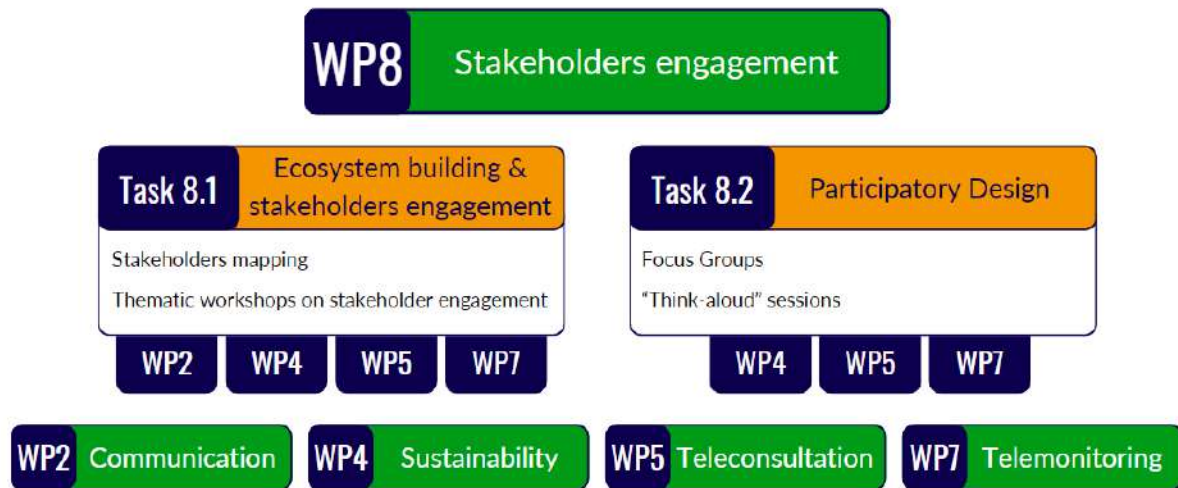 WP8 Stakeholders engagement
Task 8.1 Ecosystem building &
stakeholders engagement
Stakeholders mapping
Thematic workshops on stakeholder engagement
WP2 WP4 WP5 WP7
Task 8.2 Participatory Design
Focus Groups
“Think-aloud” sessions
WP4 WP5 WP7
WP2 Communication
WP4 Sustainability
WP5 Teleconsultation
WP7 Telemonitoring